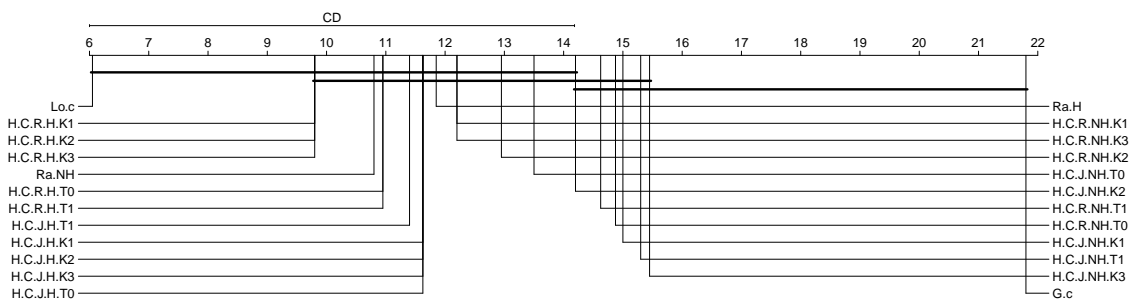 CD
6 7 8 9 10 11 12 13 14 15 16 17 18 19 20 21 22
Lo.c
H.C.R.H.K1
H.C.R.H.K2
H.C.R.H.K3
Ra.NH
H.C.R.H.T0
H.C.R.H.T1
H.C.J.H.T1
H.C.J.H.K1
H.C.J.H.K2
H.C.J.H.K3
H.C.J.H.T0
Ra.H
H.C.R.NH.K1
H.C.R.NH.K3
H.C.R.NH.K2
H.C.J.NH.T0
H.C.J.NH.K2
H.C.R.NH.T1
H.C.R.NH.T0
H.C.J.NH.K1
H.C.J.NH.T1
H.C.J.NH.K3
G.c